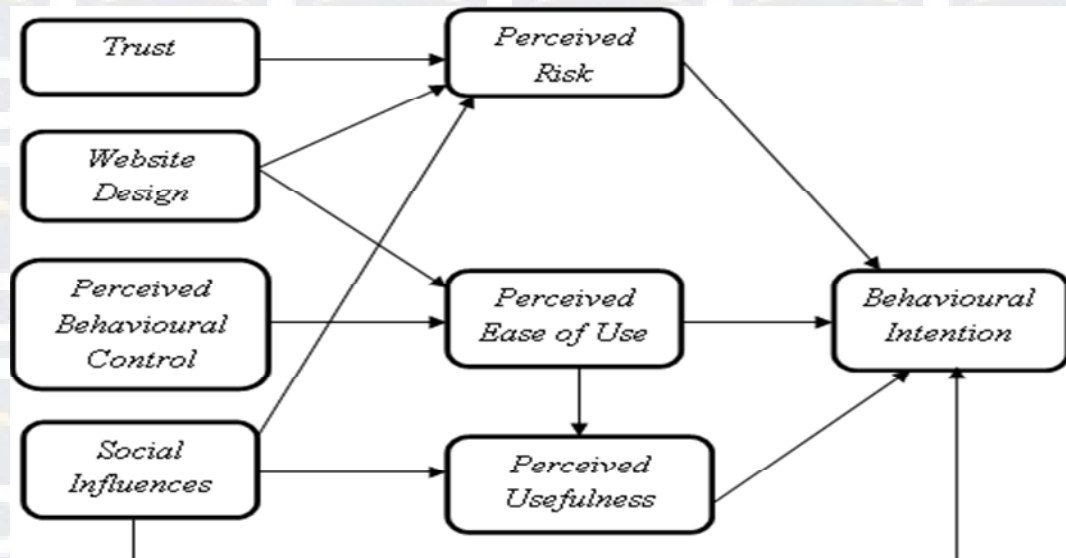 Trust
Perceived
Risk
Website
Design
Perceived
Behavioural
Control
Perceived
Ease of Use
Behavioural
Intention
Social
Influences
Perceived
Usefulness